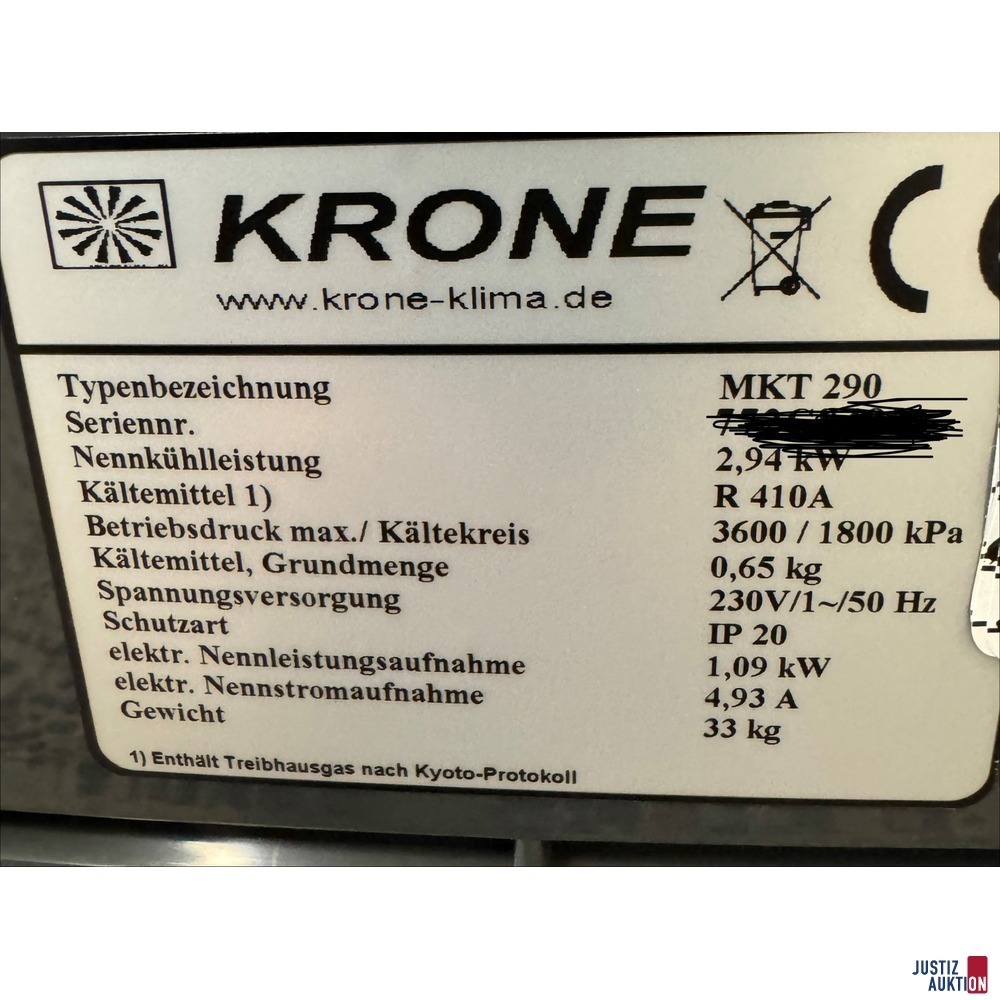 KRONE
www.krone-klima.de
CE
Typenbezeichnung MKT 290
Seriennr.
Nennkühlleistung 2,94 kW
Kältemittel 1) R 410A
Betriebsdruck max./ Kältekreis 3600 / 1800 kPa
Kältemittel, Grundmenge 0,65 kg
Spannungsversorgung 230V/1~/50 Hz
Schutzart IP 20
elektr. Nennleistungsaufnahme 1,09 kW
elektr. Nennstromaufnahme 4,93 A
Gewicht 33 kg
1) Enthält Treibhausgas nach Kyoto-Protokoll
JUSTIZ
AUKTION